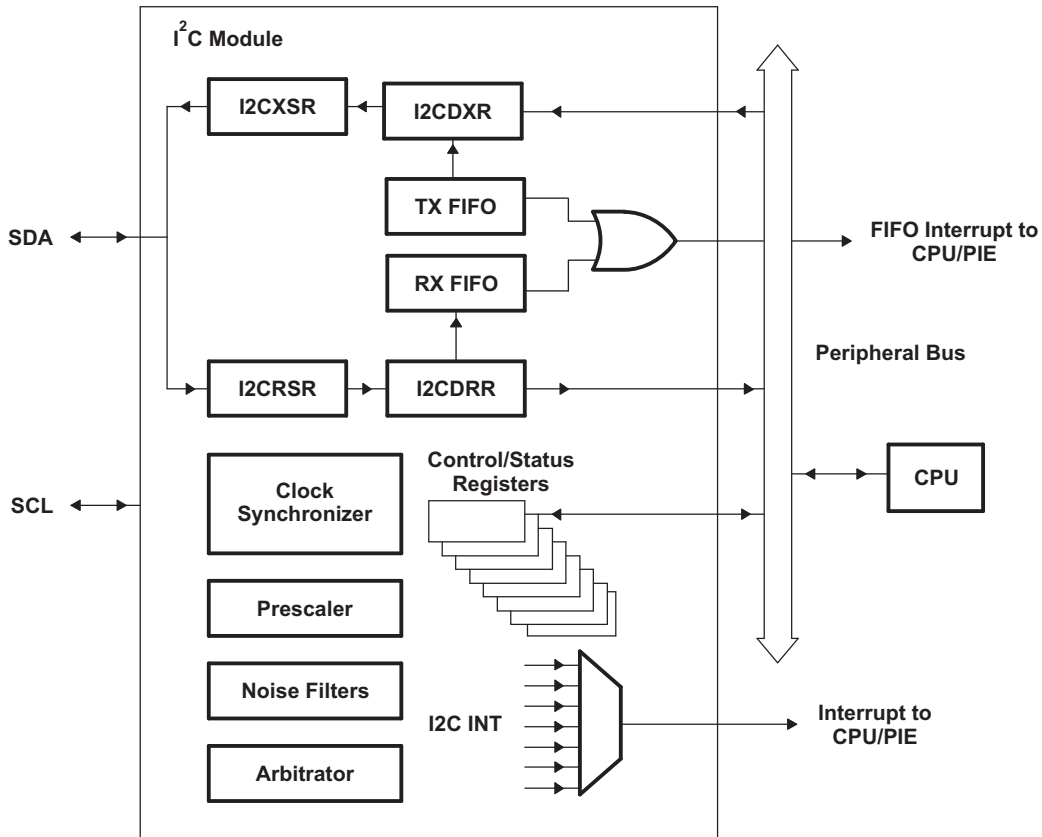 I²C Module
I2CXSR
I2CDXR
TX FIFO
SDA
FIFO Interrupt to
CPU/PIE
RX FIFO
Peripheral Bus
I2CRSR
I2CDRR
Control/Status
Registers
CPU
SCL
Clock
Synchronizer
Prescaler
Noise Filters
I2C INT
Interrupt to
CPU/PIE
Arbitrator